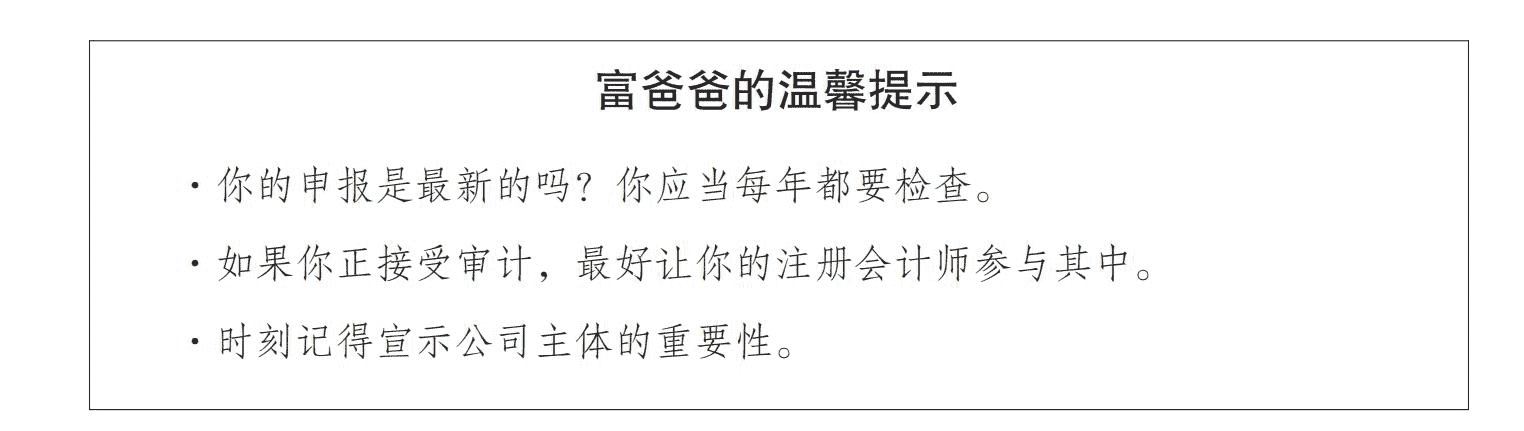 富爸爸的温馨提示
·你的申报是最新的吗？你应当每年都要检查。
·如果你正接受审计，最好让你的注册会计师参与其中。
·时刻记得宣示公司主体的重要性。